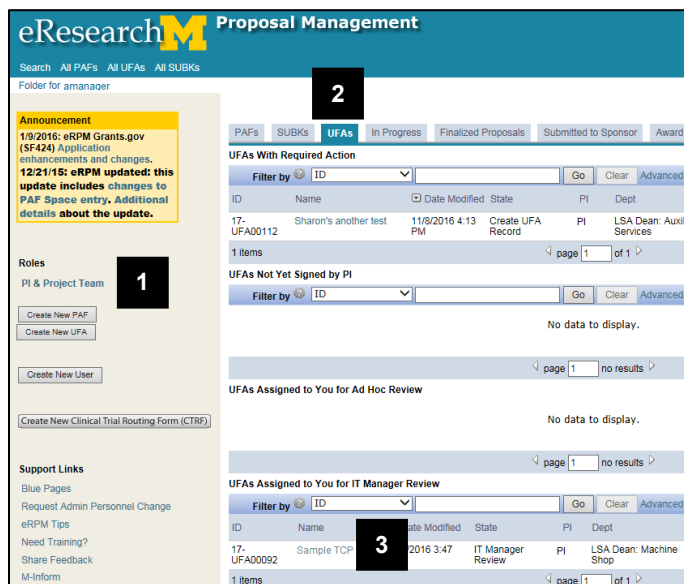 eResearch M Proposal Management
Search All PAFs All UFAs All SUBKs
Folder for amanager
2
Announcement
1/9/2016: eRPM Grants.gov
(SF424) Application
enhancements and changes.
12/21/15: eRPM updated: this
update includes changes to
PAF Space entry. Additional
details about the update.
Roles
PI & Project Team
1
Create New PAF
Create New UFA
Create New User
Create New Clinical Trial Routing Form (CTRF)
Support Links
Blue Pages
Request Admin Personnel Change
eRPM Tips
Need Training?
Share Feedback
M-Inform
PAFs SUBKs UFAs In Progress Finalized Proposals Submitted to Sponsor Award
UFAs With Required Action
Filter by ? ID Go Clear Advanced
ID Name Date Modified State PI Dept
17- Sharon's another test 11/8/2016 4:13 Create UFA PI LSA Dean: Auxil
UFA00112 PM Record Services
1 items page 1 of 1
UFAs Not Yet Signed by PI
Filter by ? ID Go Clear Advanced
No data to display.
page 1 no results
UFAs Assigned to You for Ad Hoc Review
No data to display.
page 1 no results
UFAs Assigned to You for IT Manager Review
Filter by ? ID Go Clear Advanced
ID Name ate Modified State PI Dept
17- Sample TCP 3 /2016 3:47 IT Manager PI LSA Dean: Machine
UFA00092 Review Shop
1 items page 1 of 1